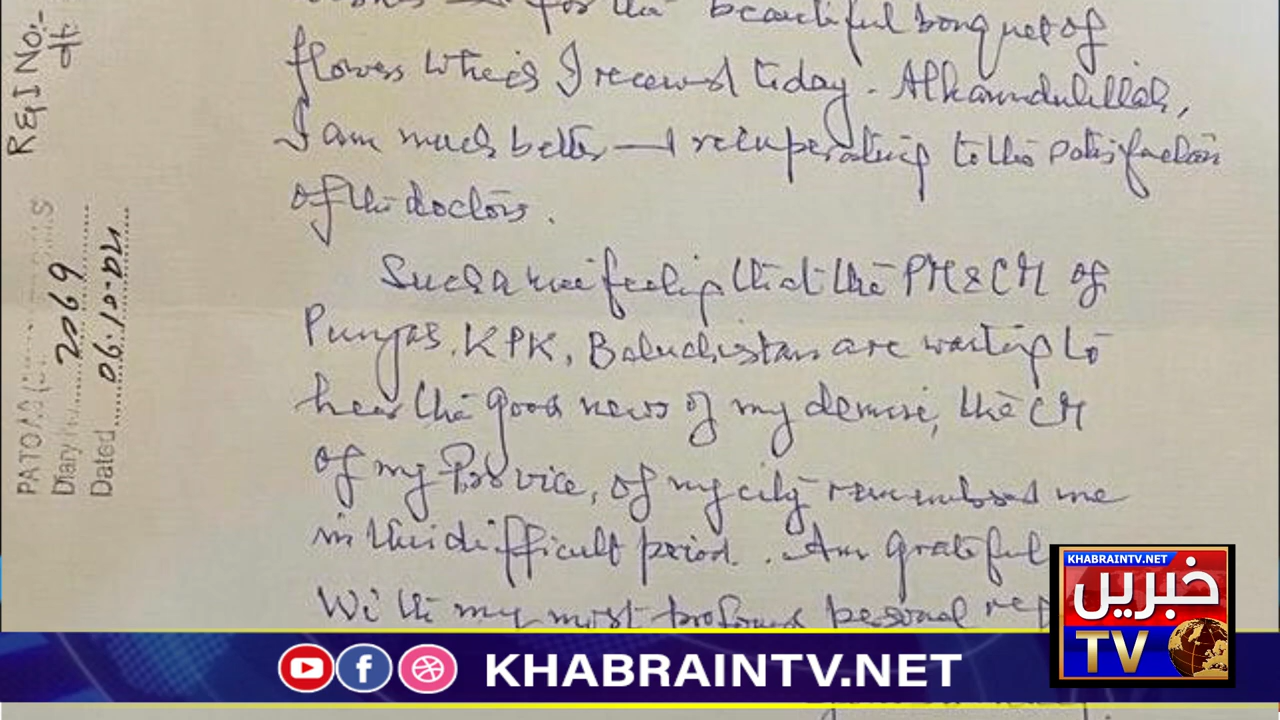 for the beautiful bouquet of
flowers which I received today. Alhamdulillah,
I am much better — recuperating to the satisfaction
of the doctors.
Such a nice feeling that the PM & CM of
Punjab, KPK, Baluchistan are waiting to
hear the good news of my demise, the CM
of my Province, of my city remembered me
in this difficult period. Am grateful
With my most profound personal
R&I No:-
Diary No. 2069
Dated 06.10.021
KHABRAINTV.NET
خبریں
TV
KHABRAINTV.NET